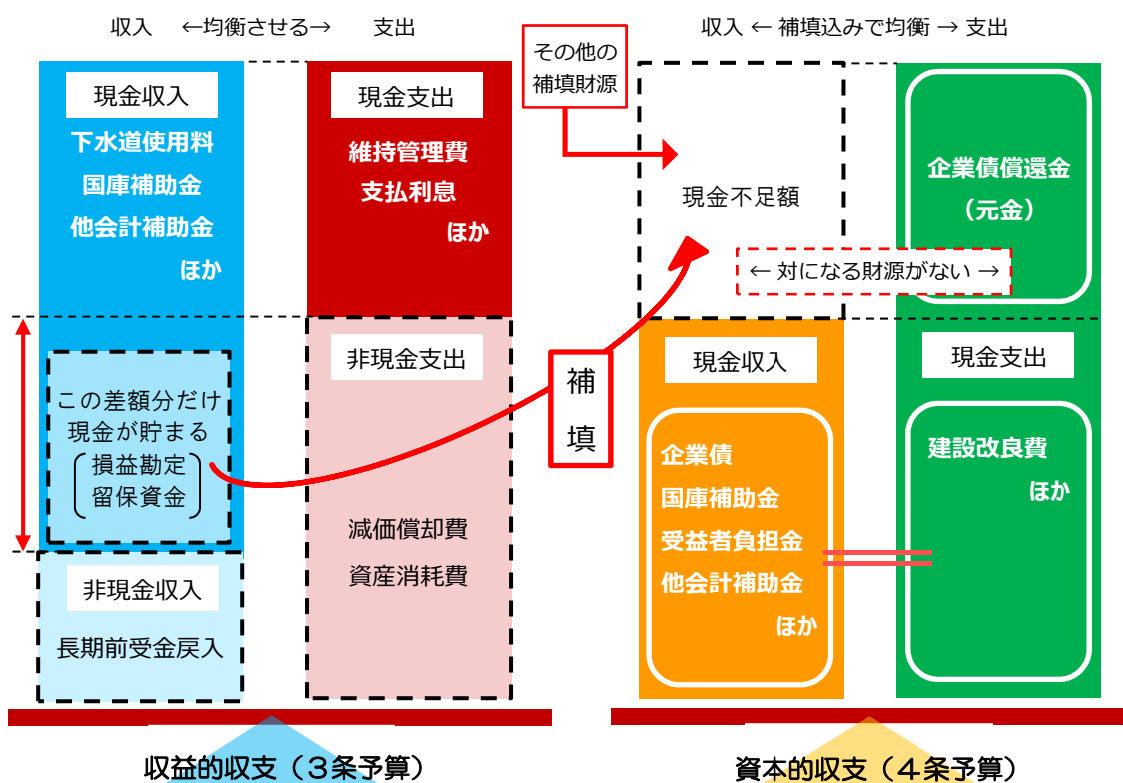 収入 ←均衡させる→ 支出
現金収入
下水道使用料
国庫補助金
他会計補助金
ほか
この差額分だけ
現金が貯まる
損益勘定
留保資金
非現金収入
長期前受金戻入
現金支出
維持管理費
支払利息
ほか
非現金支出
減価償却費
資産消耗費
収益的収支（３条予算）
補
填
収入 ← 補填込みで均衡 → 支出
その他の
補填財源
現金不足額
← 対になる財源がない →
現金収入
企業債
国庫補助金
受益者負担金
他会計補助金
ほか
企業債償還金
（元金）
現金支出
建設改良費
ほか
資本的収支（４条予算）